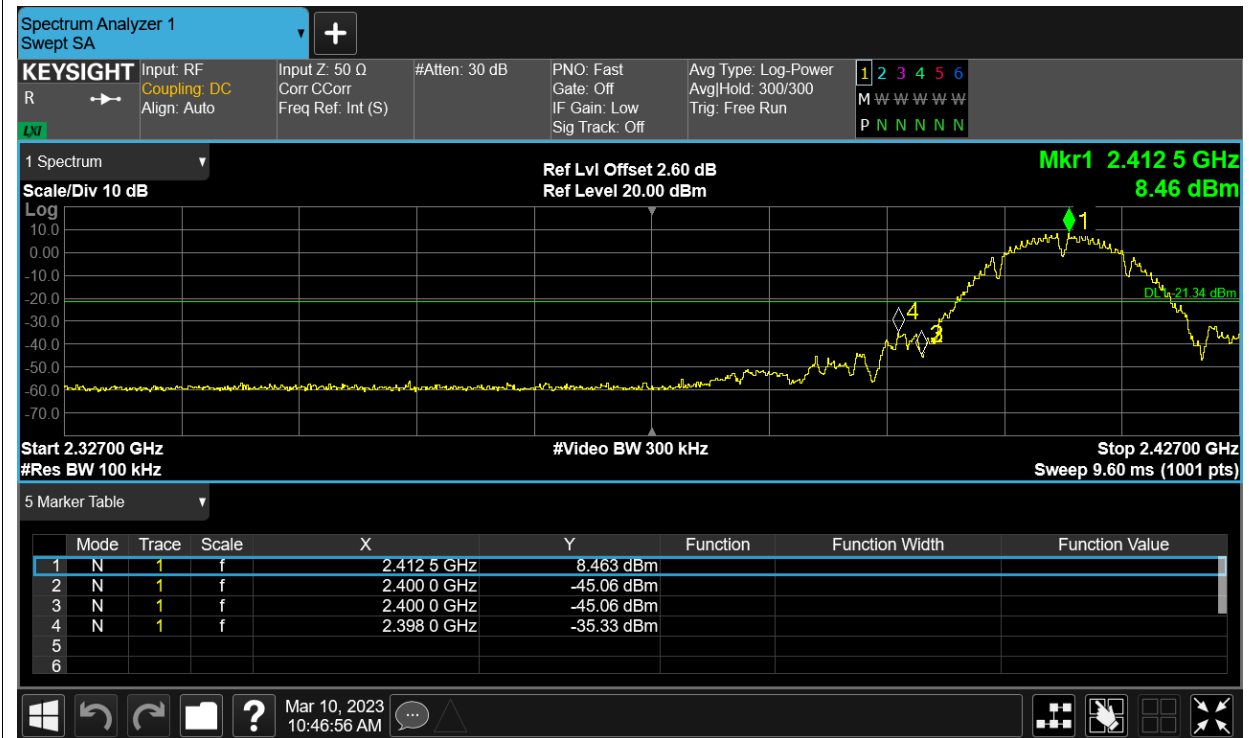 Spectrum Analyzer 1
Swept SA
+
KEYSIGHT Input: RF Input Z: 50 Ω #Atten: 30 dB PNO: Fast Avg Type: Log-Power 1 2 3 4 5 6
R Coupling: DC Corr CCorr Gate: Off Avg|Hold: 300/300 M W W W W W W
Align: Auto Freq Ref: Int (S) IF Gain: Low Trig: Free Run
LXI Sig Track: Off P N N N N N N
1 Spectrum Ref Lvl Offset 2.60 dB Mkr1 2.412 5 GHz
Scale/Div 10 dB Ref Level 20.00 dBm 8.46 dBm
Log
1
10.0
0.00
-10.0
-20.0 DL1 -21.34 dBm
-30.0 4
-40.0
-50.0
-60.0
-70.0
Start 2.32700 GHz #Video BW 300 kHz Stop 2.42700 GHz
#Res BW 100 kHz Sweep 9.60 ms (1001 pts)
5 Marker Table
Mode Trace Scale X Y Function Function Width Function Value
1 N 1 f 2.412 5 GHz 8.463 dBm
2 N 1 f 2.400 0 GHz -45.06 dBm
3 N 1 f 2.400 0 GHz -45.06 dBm
4 N 1 f 2.398 0 GHz -35.33 dBm
5
6
? Mar 10, 2023
10:46:56 AM